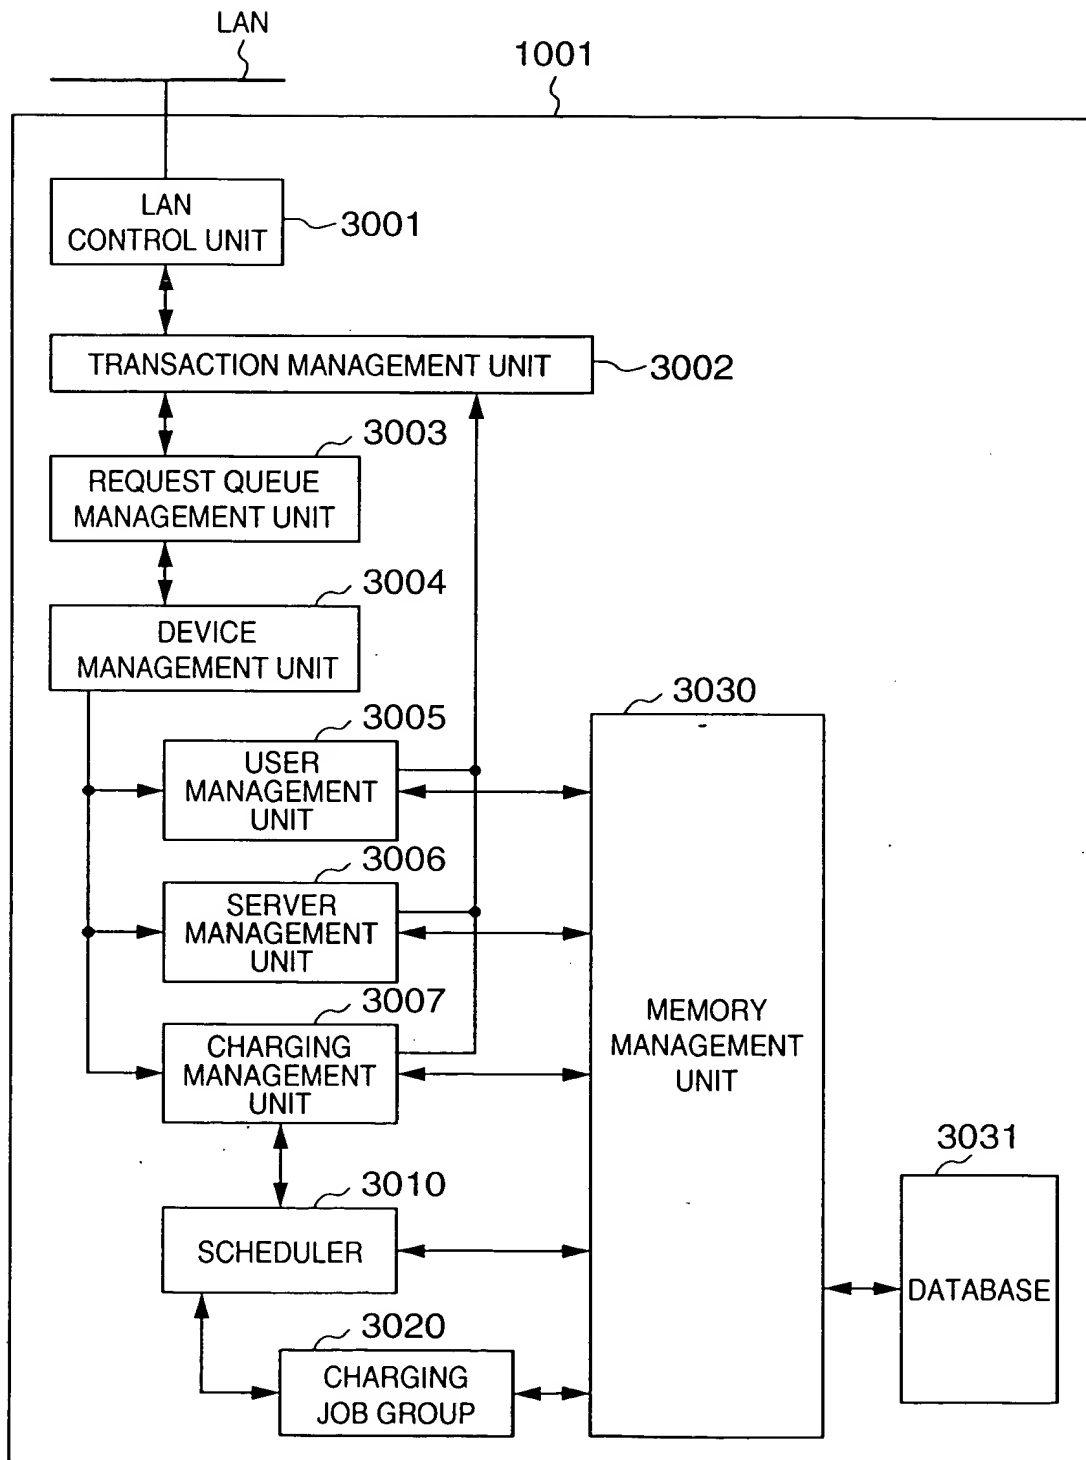 LAN
1001
LAN
CONTROL UNIT
3001
TRANSACTION MANAGEMENT UNIT
3002
3003
REQUEST QUEUE
MANAGEMENT UNIT
3004
DEVICE
MANAGEMENT UNIT
3005
USER
MANAGEMENT
UNIT
3006
SERVER
MANAGEMENT
UNIT
3007
CHARGING
MANAGEMENT
UNIT
3010
SCHEDULER
3020
CHARGING
JOB GROUP
3030
MEMORY
MANAGEMENT
UNIT
3031
DATABASE